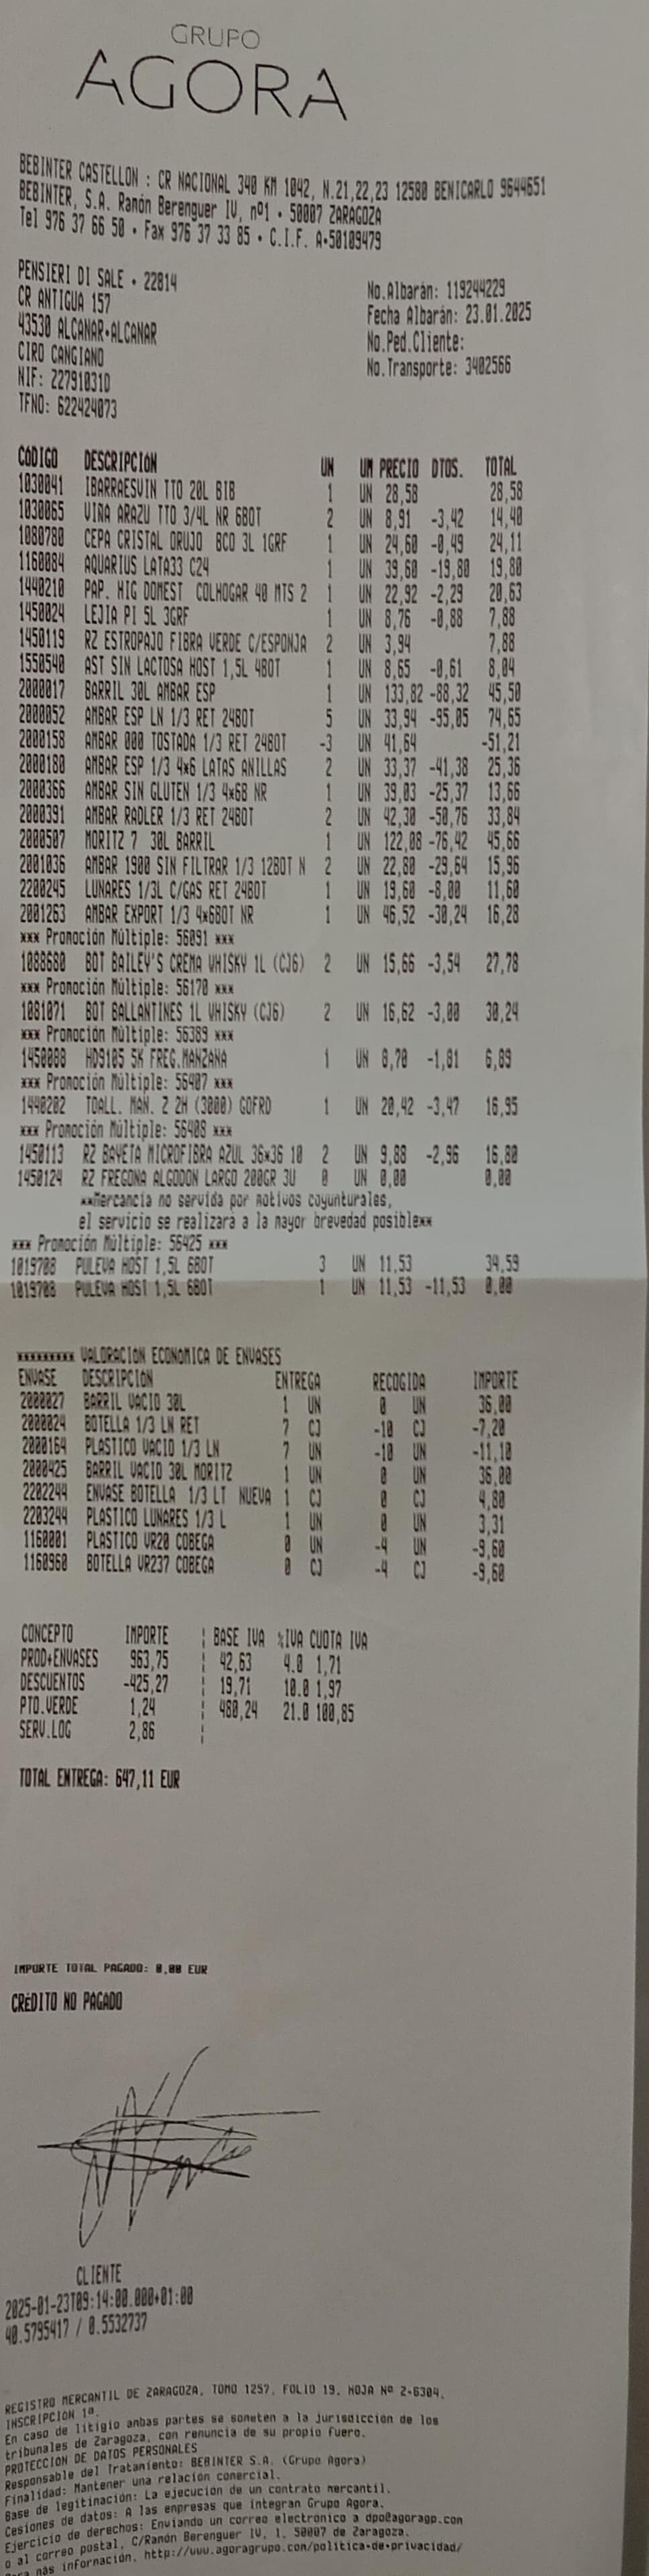 GRUPO
AGORA
BEBINTER CASTELLON : CR NACIONAL 340 KM 1042, N.21,22,23 12580 BENICARLO 9644651
BEBINTER, S.A. Ramón Berenguer IV, nº1 - 50007 ZARAGOZA
Tel 976 37 66 50 - Fax 976 37 33 85 - C.I.F. A-50109479
PENSIERI DI SALE - 22814
CR ANTIGUA 157
43530 ALCANAR-ALCANAR
CIRO CANGIANO
NIF: 22791031D
TFNO: 622424073
No.Albarán: 119244229
Fecha Albarán: 23.01.2025
No.Ped.Cliente:
No.Transporte: 3402566
CODIGO DESCRIPCION UN UM PRECIO DTOS. TOTAL
1030041 IBARRAESVIN TTO 20L BIB 1 UN 28,58 28,58
1030065 VIÑA ARAZU TTO 3/4L NR 6BOT 2 UN 8,91 -3,42 14,40
1080780 CEPA CRISTAL ORUJO BCO 3L 1GRF 1 UN 24,60 -0,49 24,11
1160084 AQUARIUS LATA33 C24 1 UN 39,60 -19,80 19,80
1440210 PAP. HIG DOMEST COLHOGAR 40 MTS 2 1 UN 22,92 -2,29 20,63
1450024 LEJIA PI 5L 3GRF 1 UN 8,76 -0,88 7,88
1450119 RZ ESTROPAJO FIBRA VERDE C/ESPONJA 2 UN 3,94 7,88
1550540 AST SIN LACTOSA HOST 1,5L 4BOT 1 UN 8,65 -0,61 8,04
2000017 BARRIL 30L AMBAR ESP 1 UN 133,82 -88,32 45,50
2000052 AMBAR ESP LN 1/3 RET 24BOT 5 UN 33,94 -95,05 74,65
2000158 AMBAR 000 TOSTADA 1/3 RET 24BOT -3 UN 41,64 -51,21
2000180 AMBAR ESP 1/3 4x6 LATAS ANILLAS 2 UN 33,37 -41,38 25,36
2000366 AMBAR SIN GLUTEN 1/3 4x6B NR 1 UN 39,03 -25,37 13,66
2000391 AMBAR RADLER 1/3 RET 24BOT 2 UN 42,30 -50,76 33,84
2000507 MORITZ 7 30L BARRIL 1 UN 122,08 -76,42 45,66
2001036 AMBAR 1900 SIN FILTRAR 1/3 12BOT N 2 UN 22,80 -29,64 15,96
2200245 LUNARES 1/3L C/GAS RET 24BOT 1 UN 19,60 -8,00 11,60
2001263 AMBAR EXPORT 1/3 4x6BOT NR 1 UN 46,52 -30,24 16,28
*** Promoción Múltiple: 56091 ***
1088680 BOT BAILEY'S CREMA WHISKY 1L (CJ6) 2 UN 15,66 -3,54 27,78
*** Promoción Múltiple: 56170 ***
1081071 BOT BALLANTINES 1L WHISKY (CJ6) 2 UN 16,62 -3,00 30,24
*** Promoción Múltiple: 56389 ***
1450088 HD9105 5K FREG.MANZANA 1 UN 8,70 -1,81 6,89
*** Promoción Múltiple: 56407 ***
1440202 TOALL. MAN. Z 2H (3000) GOFRD 1 UN 20,42 -3,47 16,95
*** Promoción Múltiple: 56408 ***
1450113 RZ BAYETA MICROFIBRA AZUL 36x36 10 2 UN 9,88 -2,96 16,80
1450124 RZ FREGONA ALGODON LARGO 200GR 3U 0 UN 0,00 0,00
**Mercancía no servida por motivos coyunturales,
el servicio se realizará a la mayor brevedad posible**
*** Promoción Múltiple: 56425 ***
1019708 PULEVA HOST 1,5L 6BOT 3 UN 11,53 34,59
1019708 PULEVA HOST 1,5L 6BOT 1 UN 11,53 -11,53 0,00
********* VALORACION ECONOMICA DE ENVASES
ENVASE DESCRIPCIÓN ENTREGA RECOGIDA IMPORTE
2000027 BARRIL VACIO 30L 1 UN 0 UN 36,00
2000024 BOTELLA 1/3 LN RET 7 CJ -10 CJ -7,20
2000164 PLASTICO VACIO 1/3 LN 7 UN -10 UN -11,10
2000425 BARRIL VACIO 30L MORITZ 1 UN 0 UN 36,00
2202244 ENVASE BOTELLA 1/3 LT NUEVA 1 CJ 0 CJ 4,80
2203244 PLASTICO LUNARES 1/3 L 1 UN 0 UN 3,31
1160001 PLASTICO VR20 COBEGA 0 UN -4 UN -9,60
1160960 BOTELLA VR237 COBEGA 0 CJ -4 CJ -9,60
CONCEPTO IMPORTE ¦ BASE IVA %IVA CUOTA IVA
PROD+ENVASES 963,75 ¦ 42,63 4.0 1,71
DESCUENTOS -425,27 ¦ 19,71 10.0 1,97
PTO.VERDE 1,24 ¦ 480,24 21.0 100,85
SERV.LOG 2,86 ¦
TOTAL ENTREGA: 647,11 EUR
IMPORTE TOTAL PAGADO: 0,00 EUR
CREDITO NO PAGADO
CLIENTE
2025-01-23T09:14:00.000+01:00
40.5795417 / 0.5532737
REGISTRO MERCANTIL DE ZARAGOZA, TOMO 1257, FOLIO 19, HOJA Nº Z-6304,
INSCRIPCION 1ª.
En caso de litigio ambas partes se someten a la jurisdicción de los
tribunales de Zaragoza, con renuncia de su propio fuero.
PROTECCION DE DATOS PERSONALES
Responsable del Tratamiento: BEBINTER S.A. (Grupo Agora)
Finalidad: Mantener una relación comercial.
Base de legitimación: La ejecución de un contrato mercantil.
Cesiones de datos: A las empresas que integran Grupo Agora.
Ejercicio de derechos: Enviando un correo electrónico a dpo@agoragp.com
o al correo postal, C/Ramón Berenguer IV, 1, 50007 de Zaragoza.
Para más información, http://www.agoragrupo.com/politica-de-privacidad/